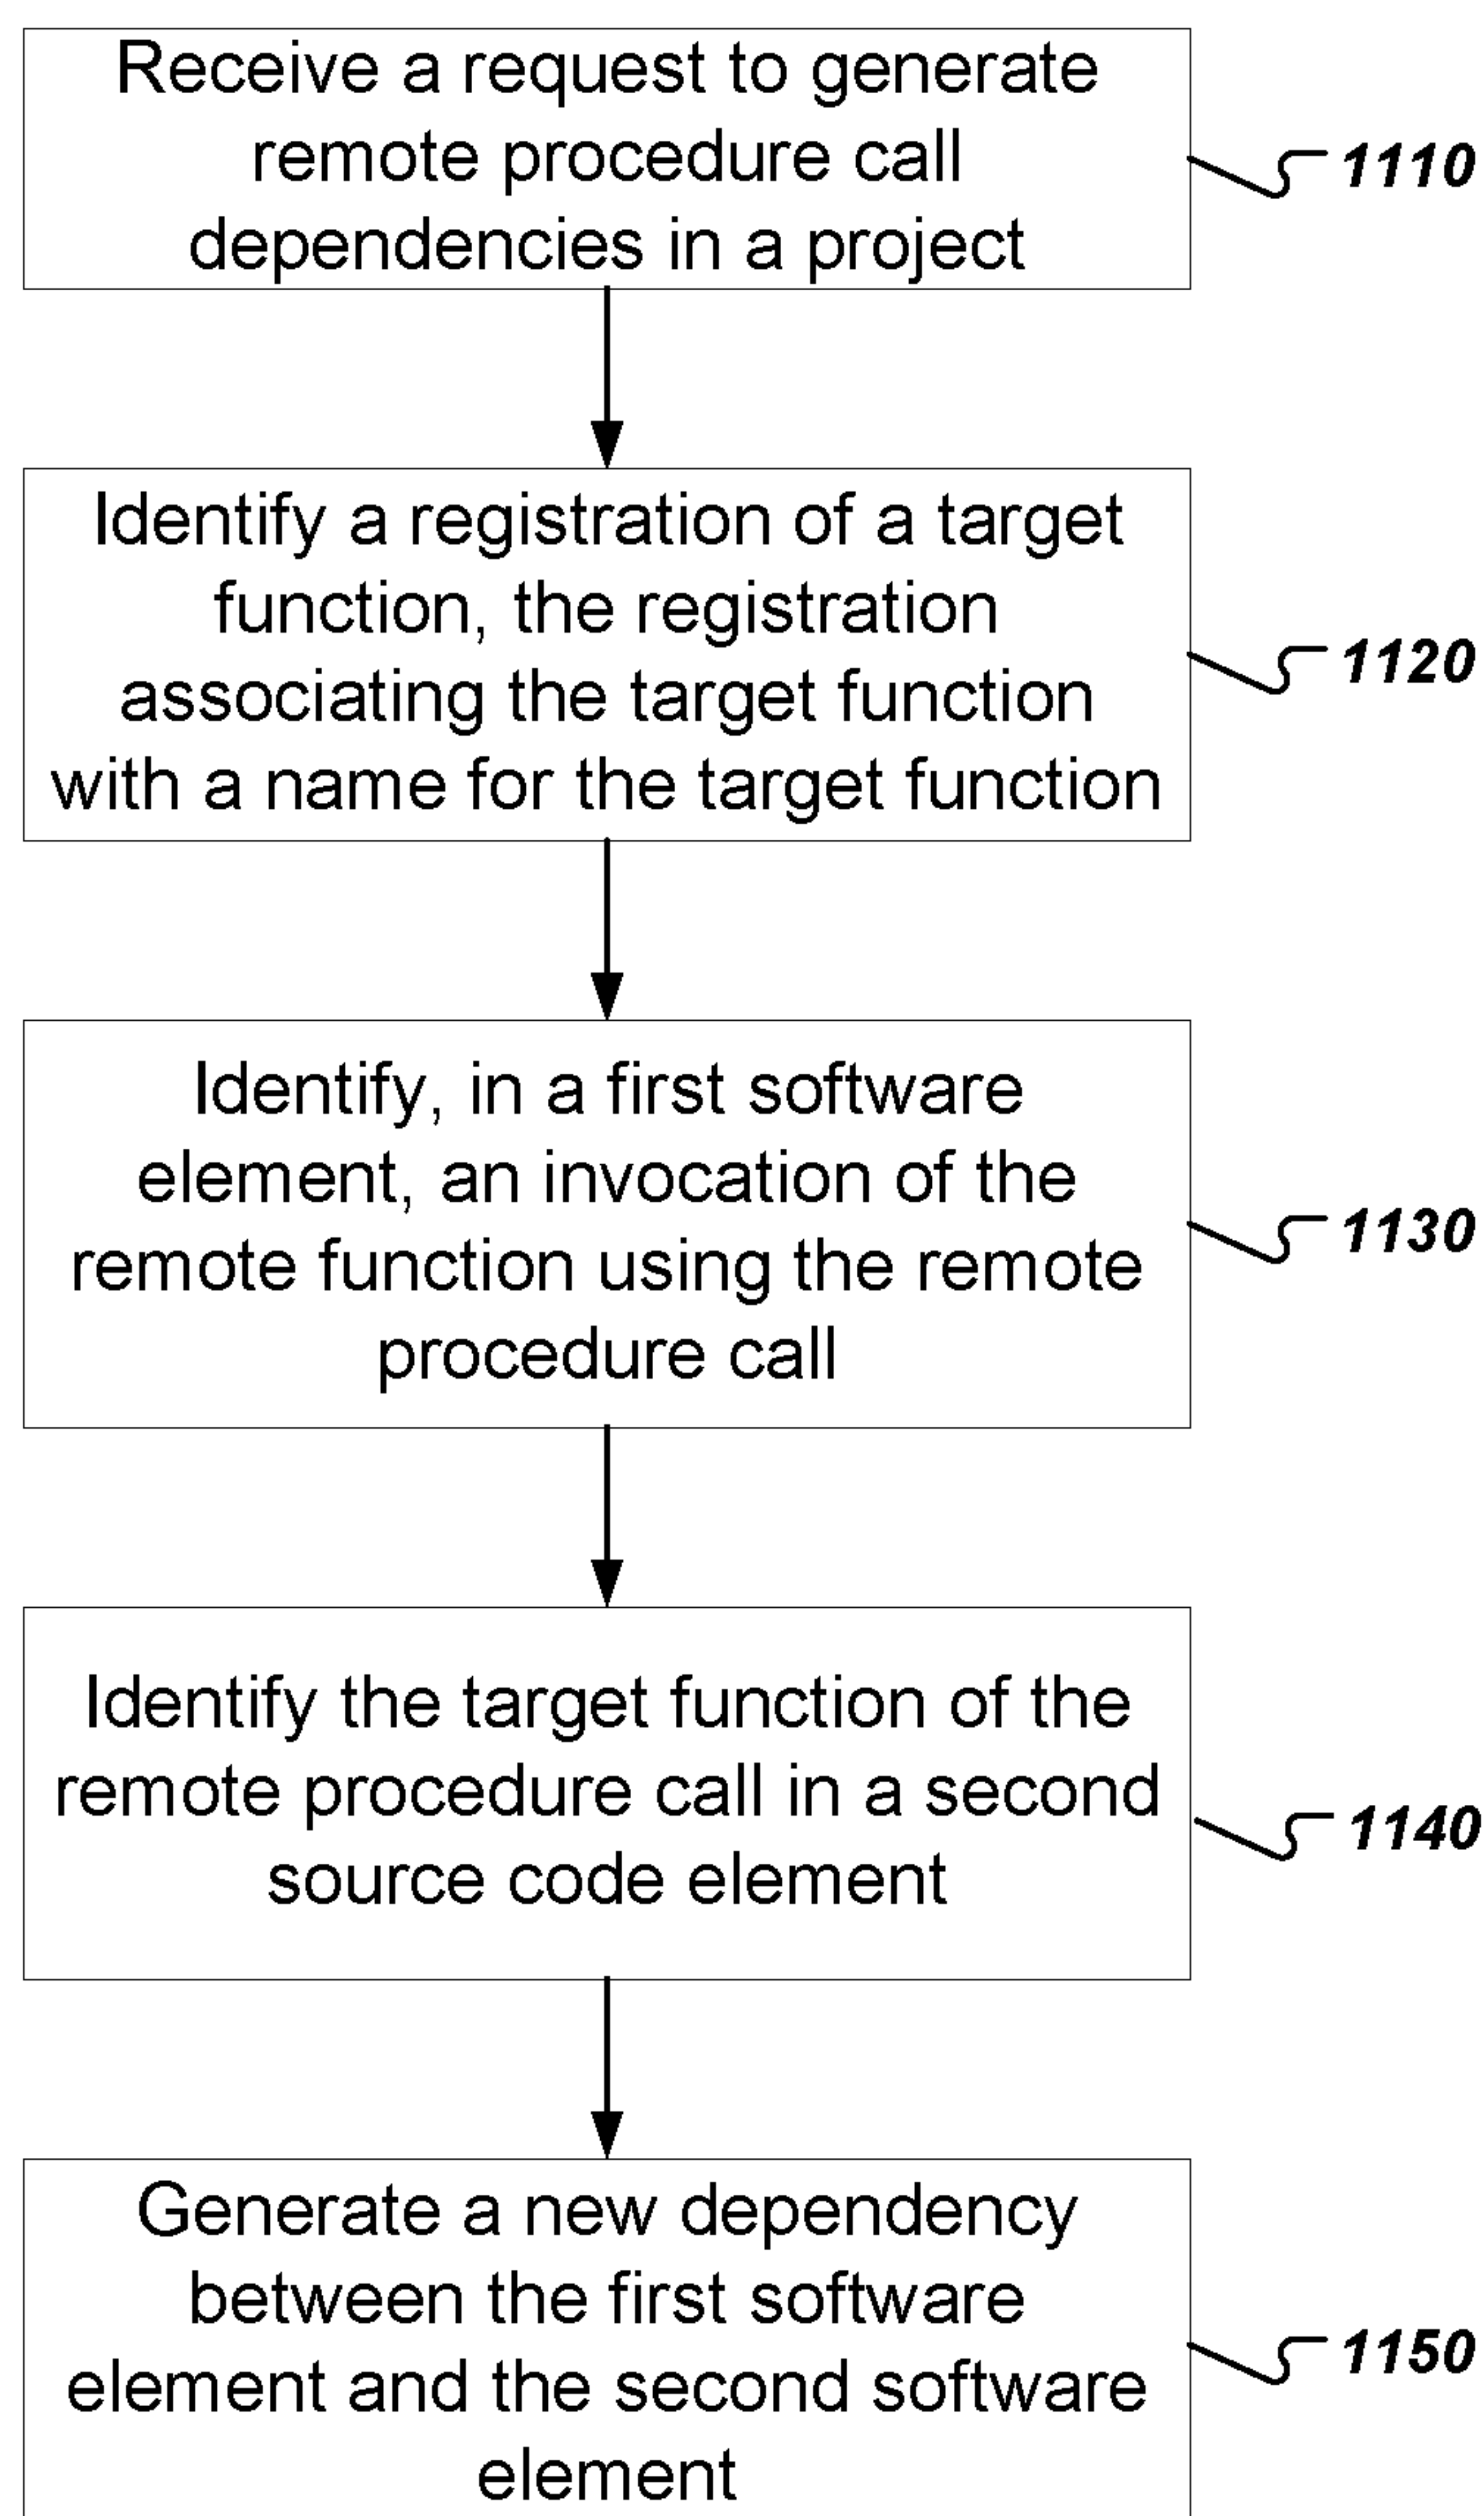 Receive a request to generate
remote procedure call
dependencies in a project
1110
Identify a registration of a target
function, the registration
associating the target function
with a name for the target function
1120
Identify, in a first software
element, an invocation of the
remote function using the remote
procedure call
1130
Identify the target function of the
remote procedure call in a second
source code element
1140
Generate a new dependency
between the first software
element and the second software
element
1150